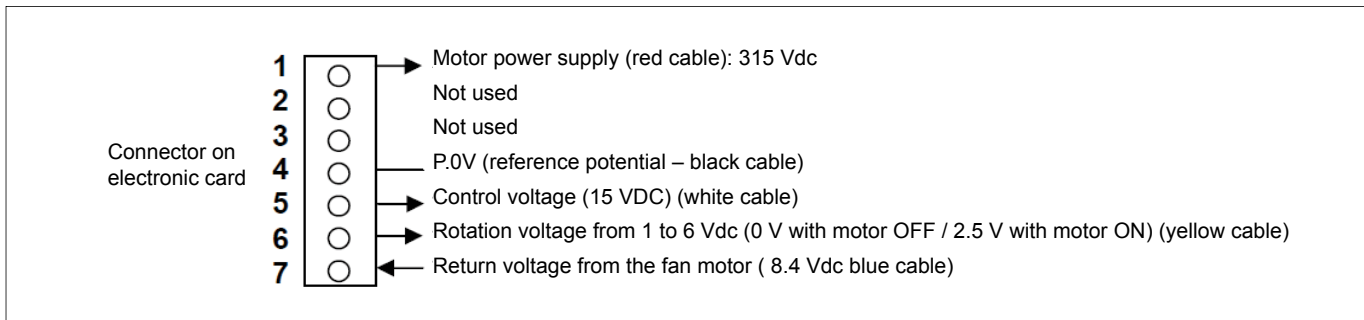 1 Motor power supply (red cable): 315 Vdc
2 Not used
3 Not used
Connector on
electronic card
4 P.0V (reference potential – black cable)
5 Control voltage (15 VDC) (white cable)
6 Rotation voltage from 1 to 6 Vdc (0 V with motor OFF / 2.5 V with motor ON) (yellow cable)
7 Return voltage from the fan motor ( 8.4 Vdc blue cable)